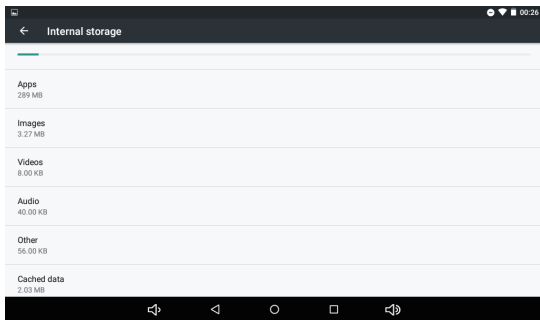 00:26
Internal storage
Apps
289 MB
Images
3.27 MB
Videos
8.00 KB
Audio
40.00 KB
Other
56.00 KB
Cached data
2.03 MB